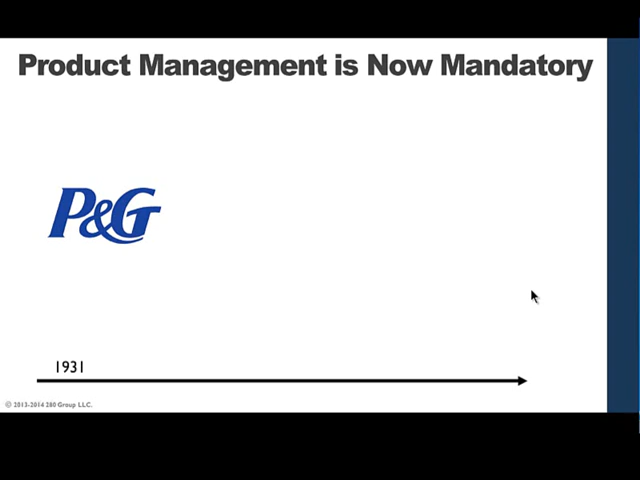 Product Management is Now Mandatory
P&G
1931
© 2013-2014 280 Group LLC.